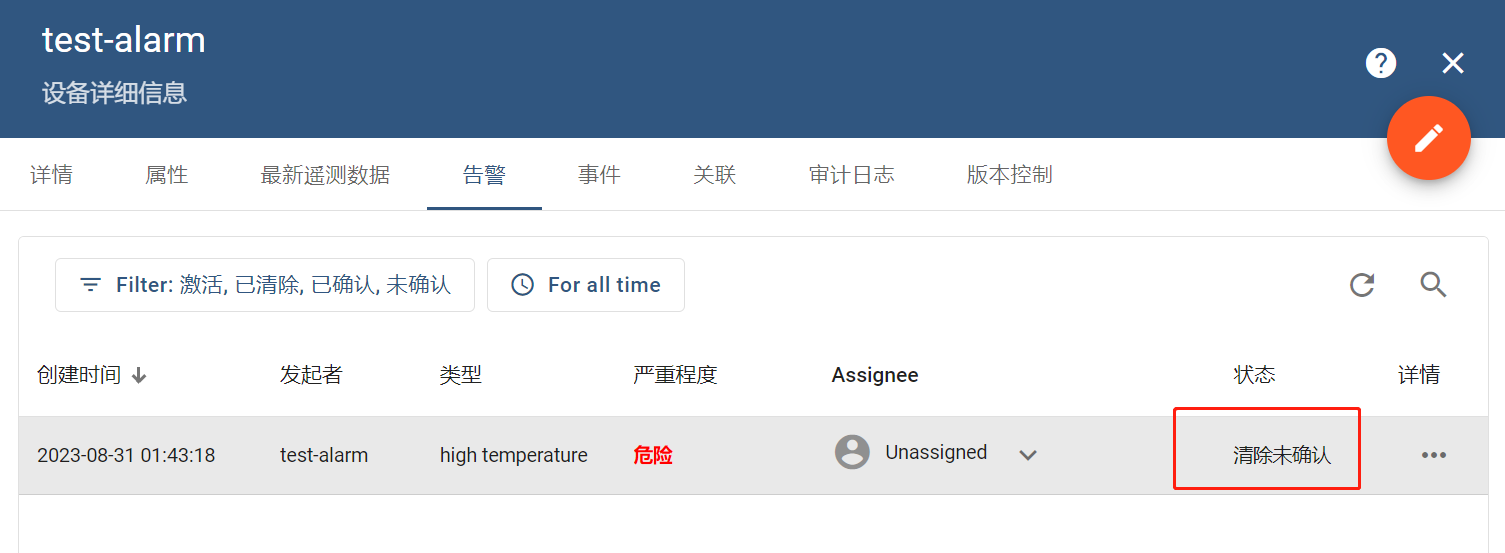 test-alarm
设备详细信息
详情 属性 最新遥测数据 告警 事件 关联 审计日志 版本控制
Filter: 激活, 已清除, 已确认, 未确认 For all time
创建时间 发起者 类型 严重程度 Assignee 状态 详情
2023-08-31 01:43:18 test-alarm high temperature 危险 Unassigned 清除未确认